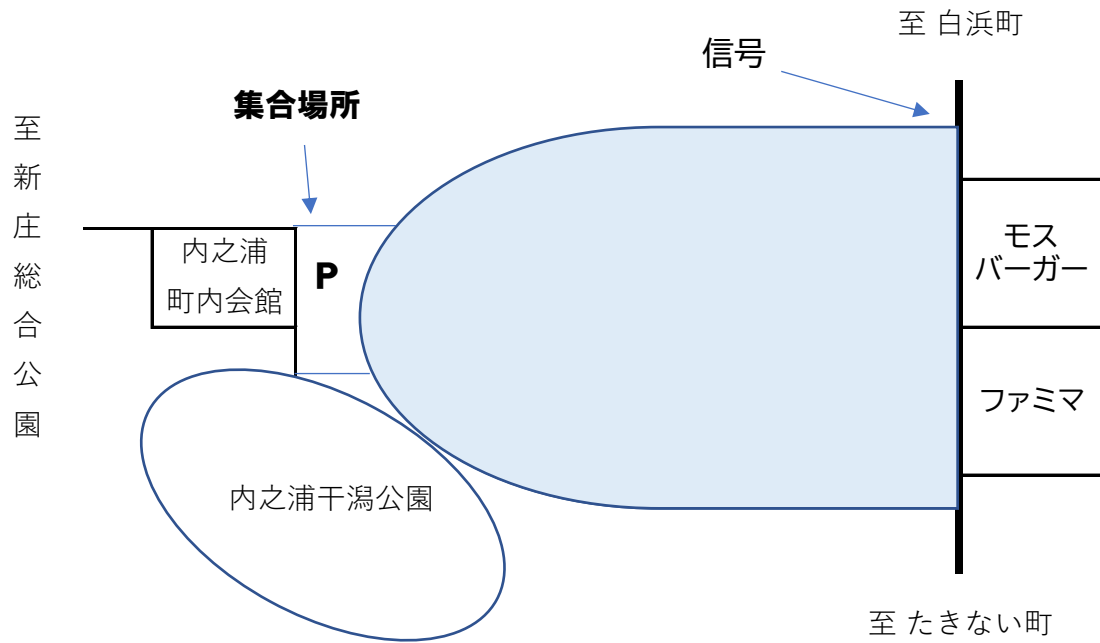 至 白浜町
信号
集合場所
至
新
庄
総
合
公
園
内之浦
町内会館
P
モス
バーガー
ファミマ
内之浦干潟公園
至 たきない町